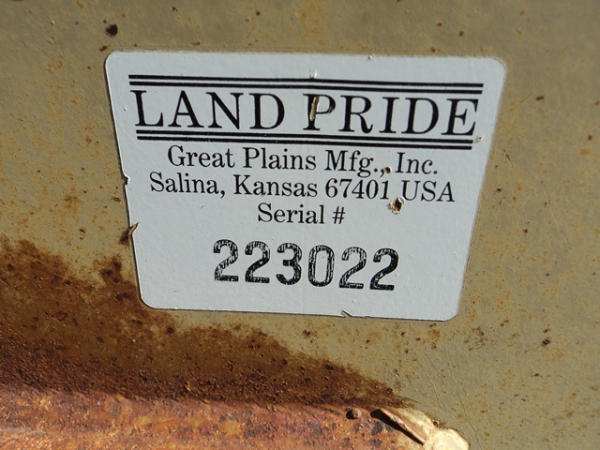 LAND PRIDE
Great Plains Mfg., Inc.
Salina, Kansas 67401 USA
Serial #
223022